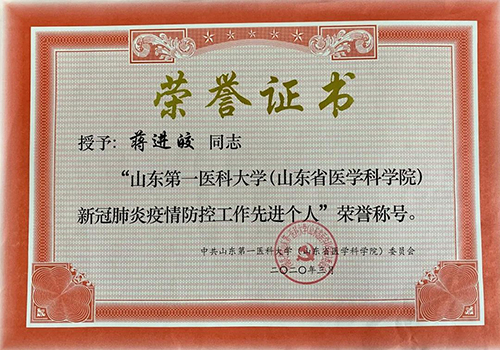 荣誉证书
授予：蒋进皎 同志
“山东第一医科大学（山东省医学科学院）
新冠肺炎疫情防控工作先进个人”荣誉称号。
中共山东第一医科大学（山东省医学科学院）委员会
二〇二〇年三月